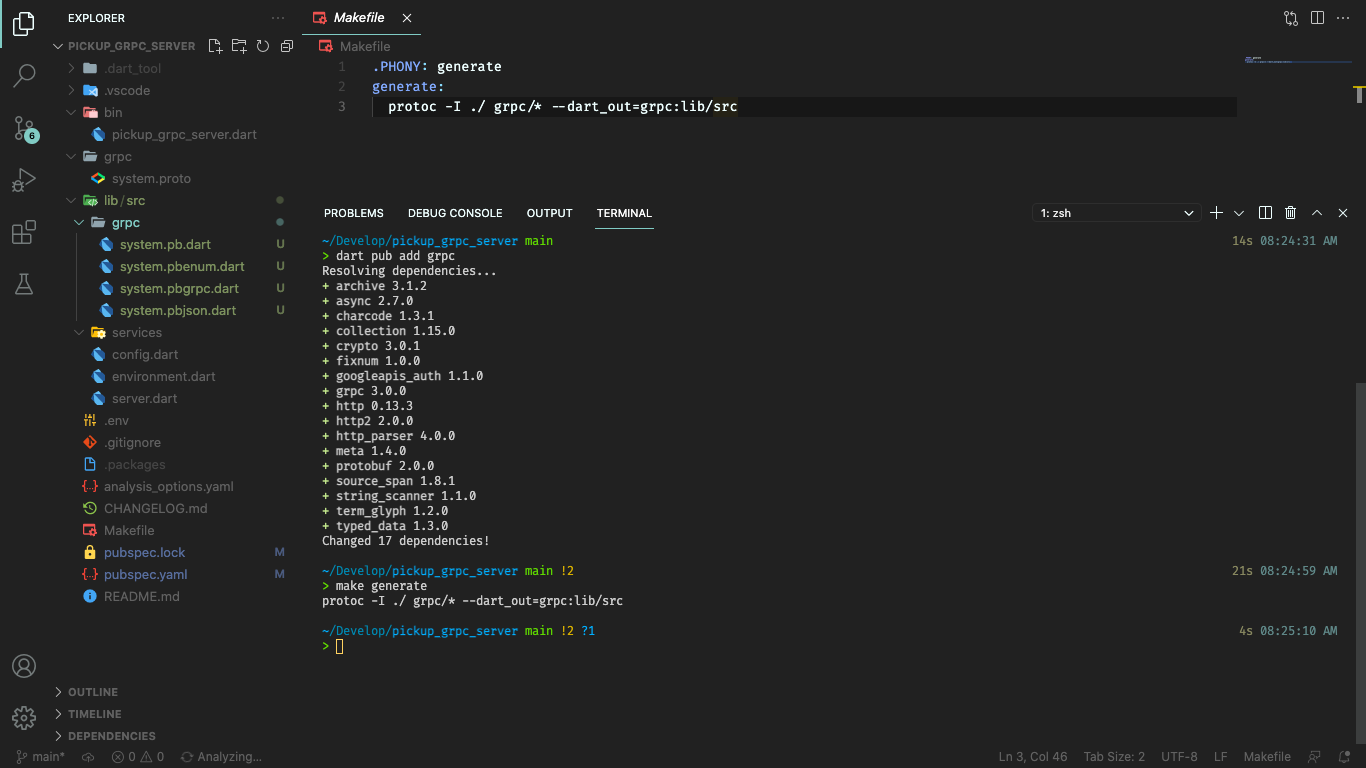 EXPLORER
PICKUP_GRPC_SERVER
.dart_tool
.vscode
bin
pickup_grpc_server.dart
grpc
system.proto
lib / src
grpc
system.pb.dart U
system.pbenum.dart U
system.pbgrpc.dart U
system.pbjson.dart U
services
config.dart
environment.dart
server.dart
.env
.gitignore
.packages
analysis_options.yaml
CHANGELOG.md
Makefile
pubspec.lock M
pubspec.yaml M
README.md
OUTLINE
TIMELINE
DEPENDENCIES
6
Makefile
Makefile
1 .PHONY: generate
2 generate:
3 protoc -I ./ grpc/* --dart_out=grpc:lib/src
PROBLEMS DEBUG CONSOLE OUTPUT TERMINAL 1: zsh
~/Develop/pickup_grpc_server main 14s 08:24:31 AM
> dart pub add grpc
Resolving dependencies...
+ archive 3.1.2
+ async 2.7.0
+ charcode 1.3.1
+ collection 1.15.0
+ crypto 3.0.1
+ fixnum 1.0.0
+ googleapis_auth 1.1.0
+ grpc 3.0.0
+ http 0.13.3
+ http2 2.0.0
+ http_parser 4.0.0
+ meta 1.4.0
+ protobuf 2.0.0
+ source_span 1.8.1
+ string_scanner 1.1.0
+ term_glyph 1.2.0
+ typed_data 1.3.0
Changed 17 dependencies!
~/Develop/pickup_grpc_server main !2 21s 08:24:59 AM
> make generate
protoc -I ./ grpc/* --dart_out=grpc:lib/src
~/Develop/pickup_grpc_server main !2 ?1 4s 08:25:10 AM
>
main* 0 0 Analyzing... Ln 3, Col 46 Tab Size: 2 UTF-8 LF Makefile